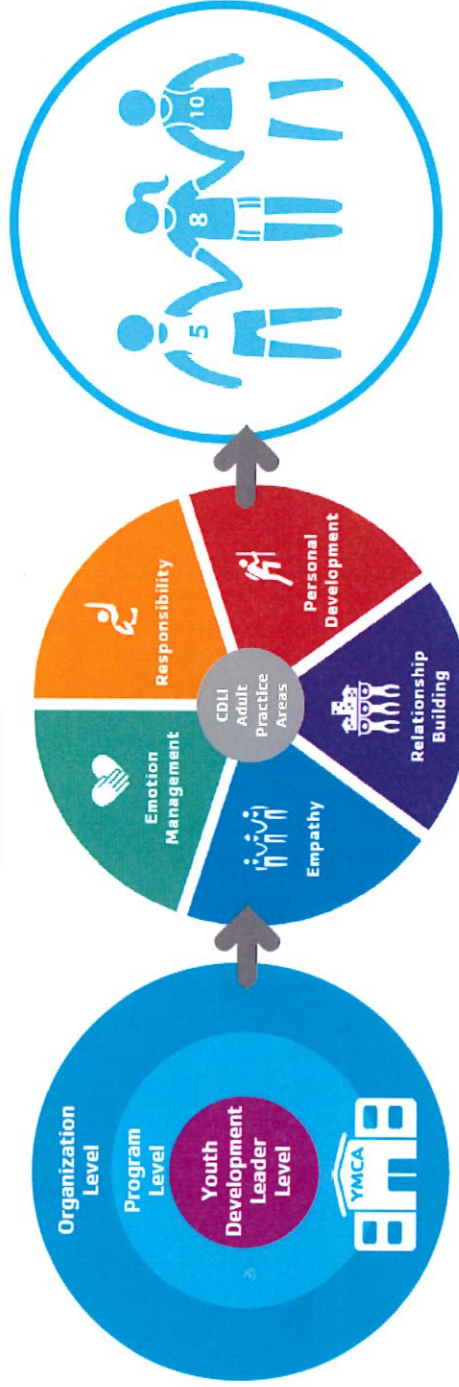 Organization
Level
Program
Level
Youth
Development
Leader
Level
YMCA
Emotion
Management
Responsibility
Empathy
CDLI
Adult
Practice
Areas
Personal
Development
Relationship
Building
5
8
10